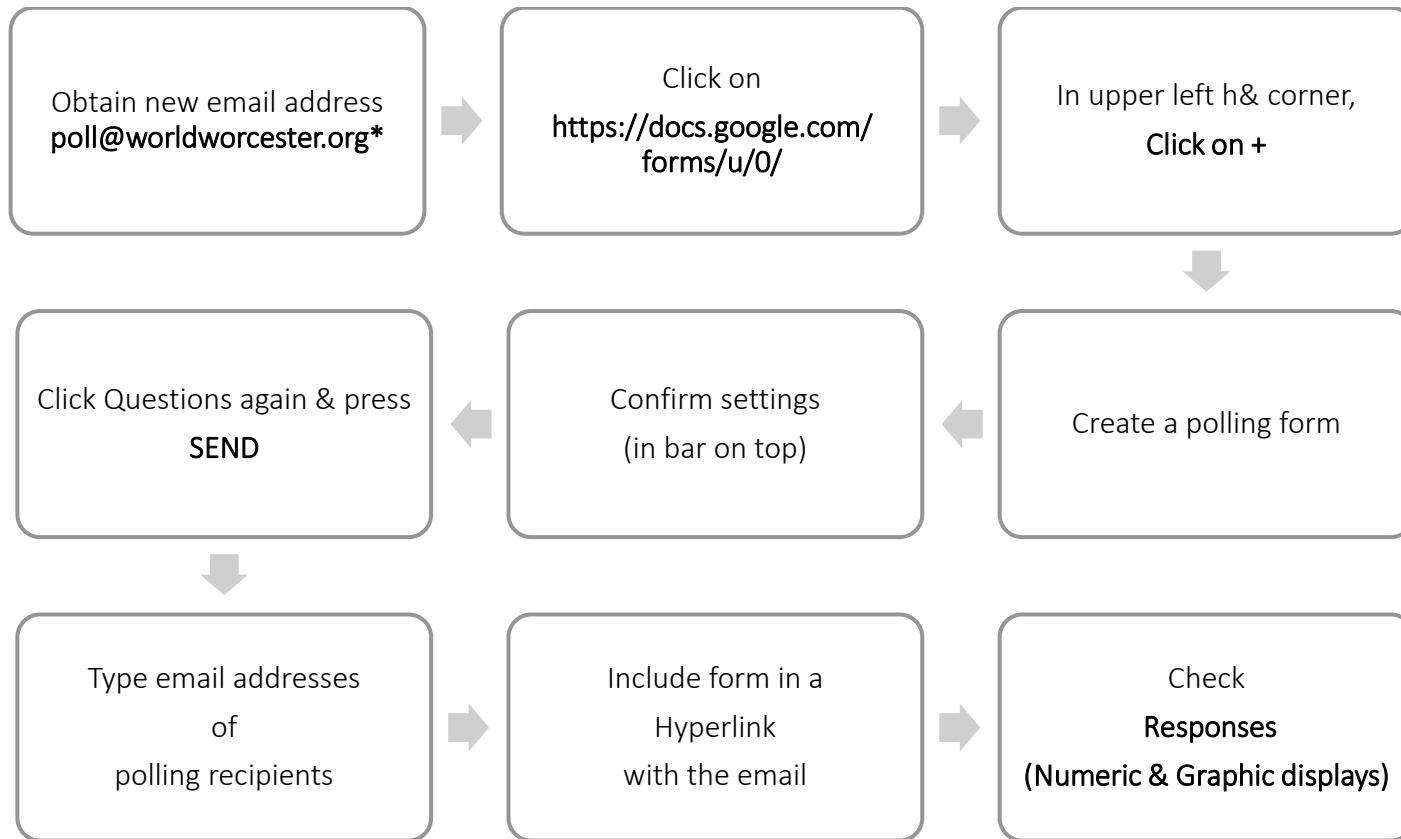 Obtain new email address
poll@worldworcester.org*
Click on
https://docs.google.com/
forms/u/0/
In upper left h& corner,
Click on +
Create a polling form
Confirm settings
(in bar on top)
Click Questions again & press
SEND
Type email addresses
of
polling recipients
Include form in a
Hyperlink
with the email
Check
Responses
(Numeric & Graphic displays)